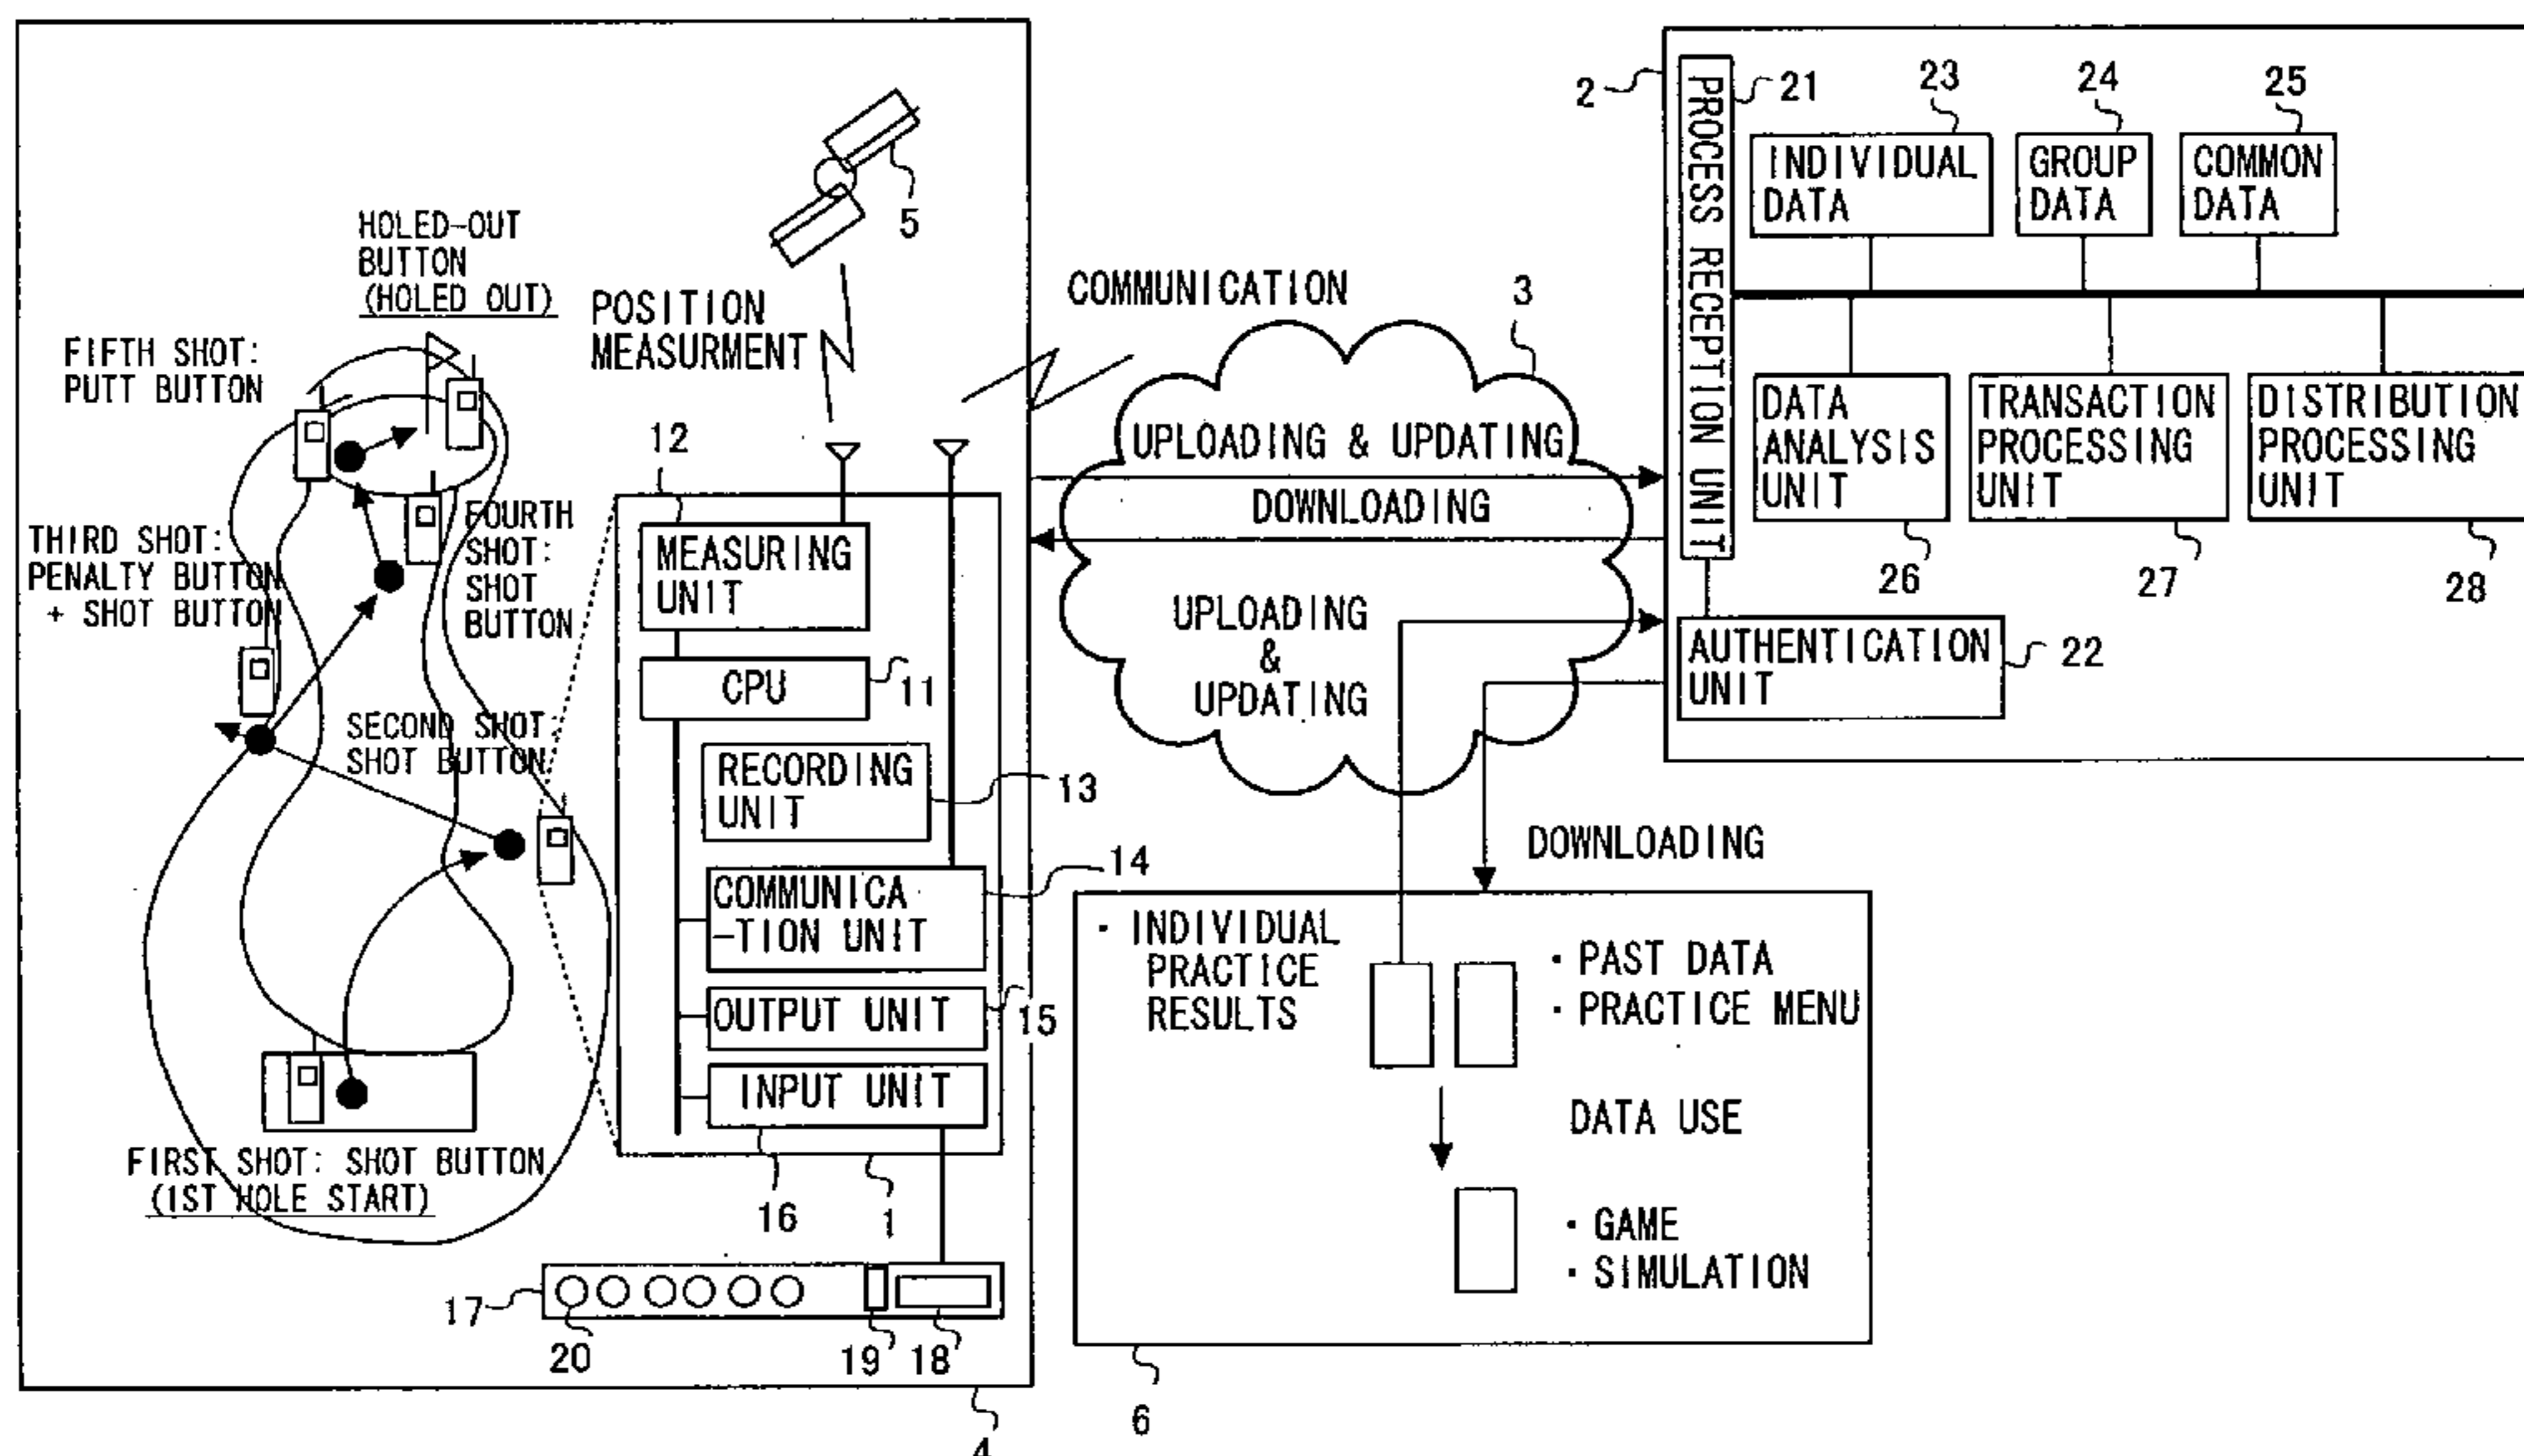 HOLED-OUT
BUTTON
(HOLED OUT)
FIFTH SHOT:
PUTT BUTTON
THIRD SHOT:
PENALTY BUTTON
+ SHOT BUTTON
FOURTH
SHOT:
SHOT
BUTTON
SECOND SHOT:
SHOT BUTTON
FIRST SHOT: SHOT BUTTON
(1ST HOLE START)
POSITION
MEASURMENT
5
12
MEASURING
UNIT
CPU
11
RECORDING
UNIT
13
14
COMMUNICA
-TION UNIT
OUTPUT UNIT
15
INPUT UNIT
16
1
17
20
19
18
4
COMMUNICATION
3
UPLOADING & UPDATING
DOWNLOADING
UPLOADING
&
UPDATING
DOWNLOADING
2
PROCESS RECEPTION UNIT
21
23
24
25
INDIVIDUAL
DATA
GROUP
DATA
COMMON
DATA
DATA
ANALYSIS
UNIT
TRANSACTION
PROCESSING
UNIT
DISTRIBUTION
PROCESSING
UNIT
26
27
28
AUTHENTICATION
UNIT
22
・INDIVIDUAL
PRACTICE
RESULTS
・PAST DATA
・PRACTICE MENU
DATA USE
・GAME
・SIMULATION
6